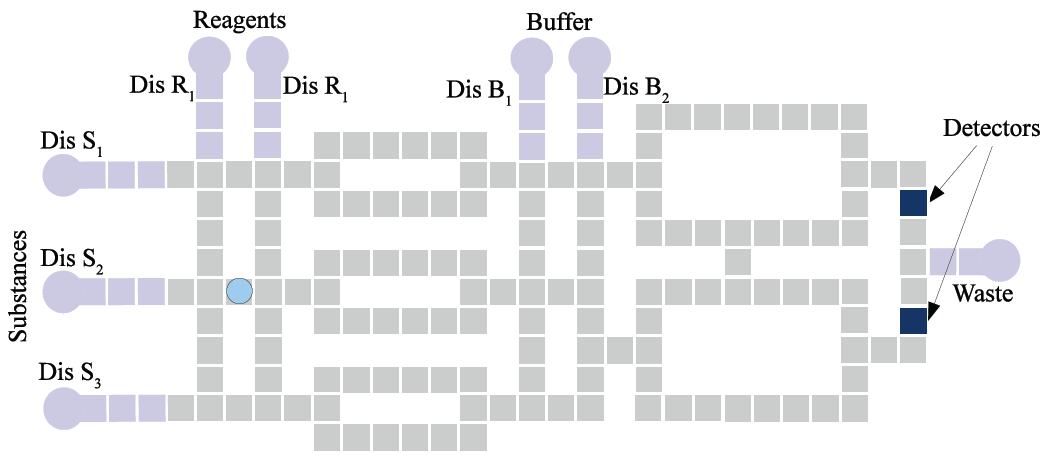 Reagents
Buffer
Dis R1
Dis R1
Dis B1
Dis B2
Detectors
Dis S1
Substances
Dis S2
Waste
Dis S3